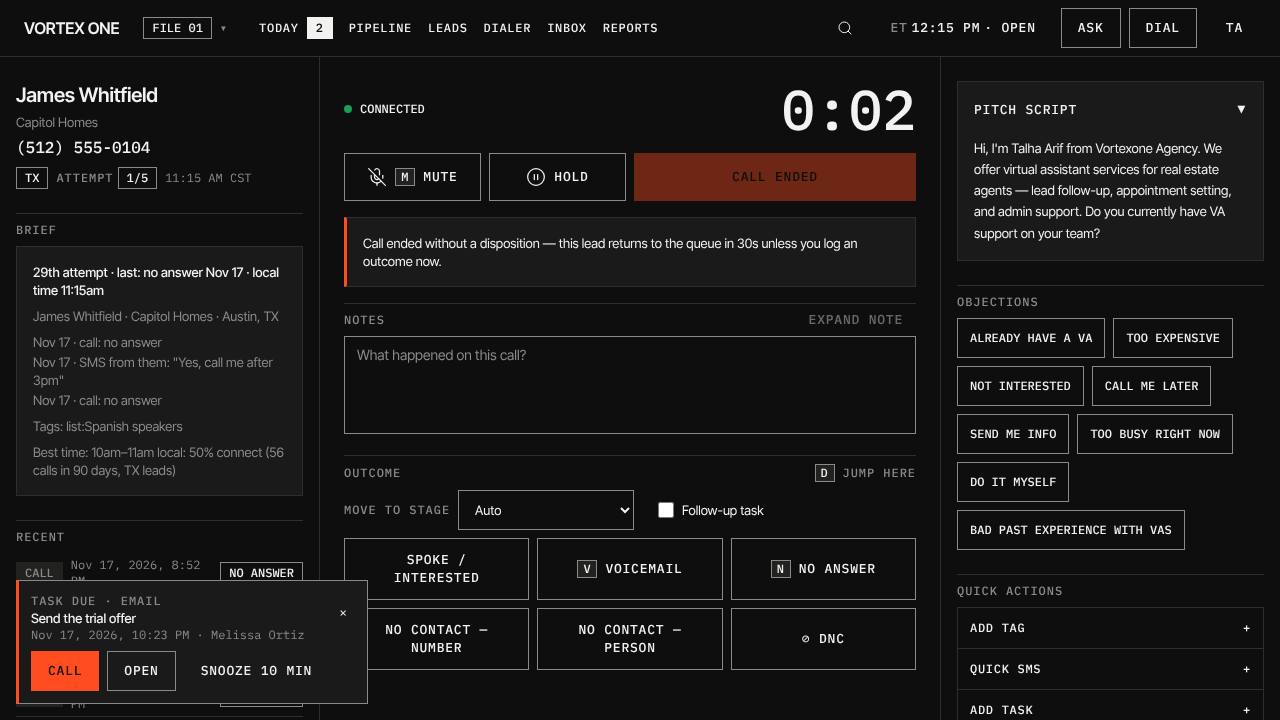 VORTEX ONE
FILE 01 ▾
TODAY 2
PIPELINE
LEADS
DIALER
INBOX
REPORTS
ET 12:15 PM · OPEN
ASK
DIAL
TA
James Whitfield
Capitol Homes
(512) 555-0104
TX ATTEMPT 1/5 11:15 AM CST
BRIEF
29th attempt · last: no answer Nov 17 · local
time 11:15am
James Whitfield · Capitol Homes · Austin, TX
Nov 17 · call: no answer
Nov 17 · SMS from them: "Yes, call me after
3pm"
Nov 17 · call: no answer
Tags: list:Spanish speakers
Best time: 10am–11am local: 50% connect (56
calls in 90 days, TX leads)
RECENT
CALL Nov 17, 2026, 8:52 PM NO ANSWER
TASK DUE · EMAIL ×
Send the trial offer
Nov 17, 2026, 10:23 PM · Melissa Ortiz
CALL
OPEN
SNOOZE 10 MIN
PM
CONNECTED
0:02
M MUTE
HOLD
CALL ENDED
Call ended without a disposition — this lead returns to the queue in 30s unless you log an
outcome now.
NOTES
EXPAND NOTE
What happened on this call?
OUTCOME
D JUMP HERE
MOVE TO STAGE Auto
Follow-up task
SPOKE /
INTERESTED
V VOICEMAIL
N NO ANSWER
NO CONTACT —
NUMBER
NO CONTACT —
PERSON
⊘ DNC
PITCH SCRIPT ▼
Hi, I'm Talha Arif from Vortexone Agency. We
offer virtual assistant services for real estate
agents — lead follow-up, appointment setting,
and admin support. Do you currently have VA
support on your team?
OBJECTIONS
ALREADY HAVE A VA
TOO EXPENSIVE
NOT INTERESTED
CALL ME LATER
SEND ME INFO
TOO BUSY RIGHT NOW
DO IT MYSELF
BAD PAST EXPERIENCE WITH VAS
QUICK ACTIONS
ADD TAG +
QUICK SMS +
ADD TASK +